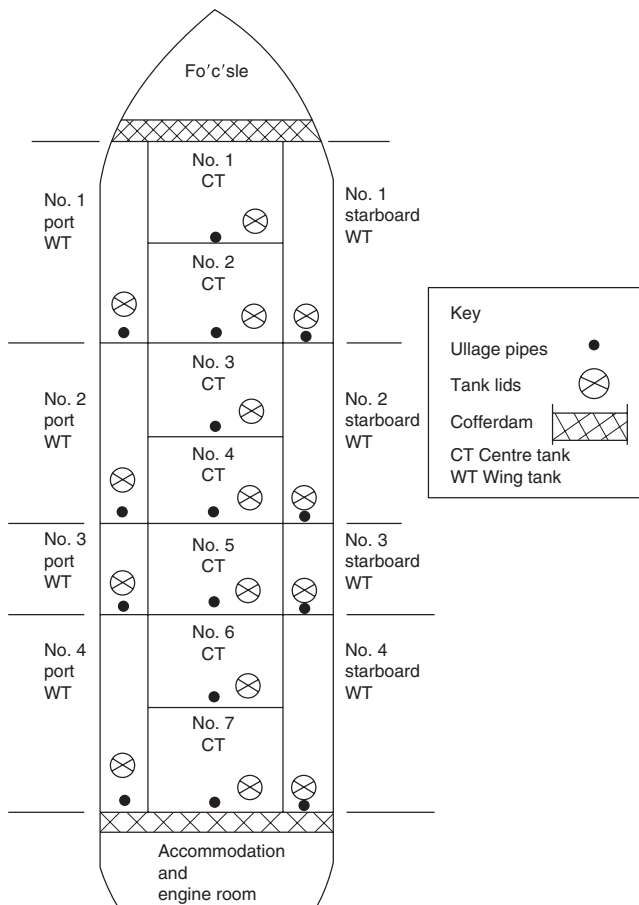 Fo'c'sle
No. 1
CT
No. 1
port
WT
No. 1
starboard
WT
No. 2
CT
No. 3
CT
No. 2
port
WT
No. 2
starboard
WT
No. 4
CT
No. 3
port
WT
No. 5
CT
No. 3
starboard
WT
No. 6
CT
No. 4
port
WT
No. 4
starboard
WT
No. 7
CT
Accommodation
and
engine room
Key
Ullage pipes
Tank lids
Cofferdam
CT Centre tank
WT Wing tank